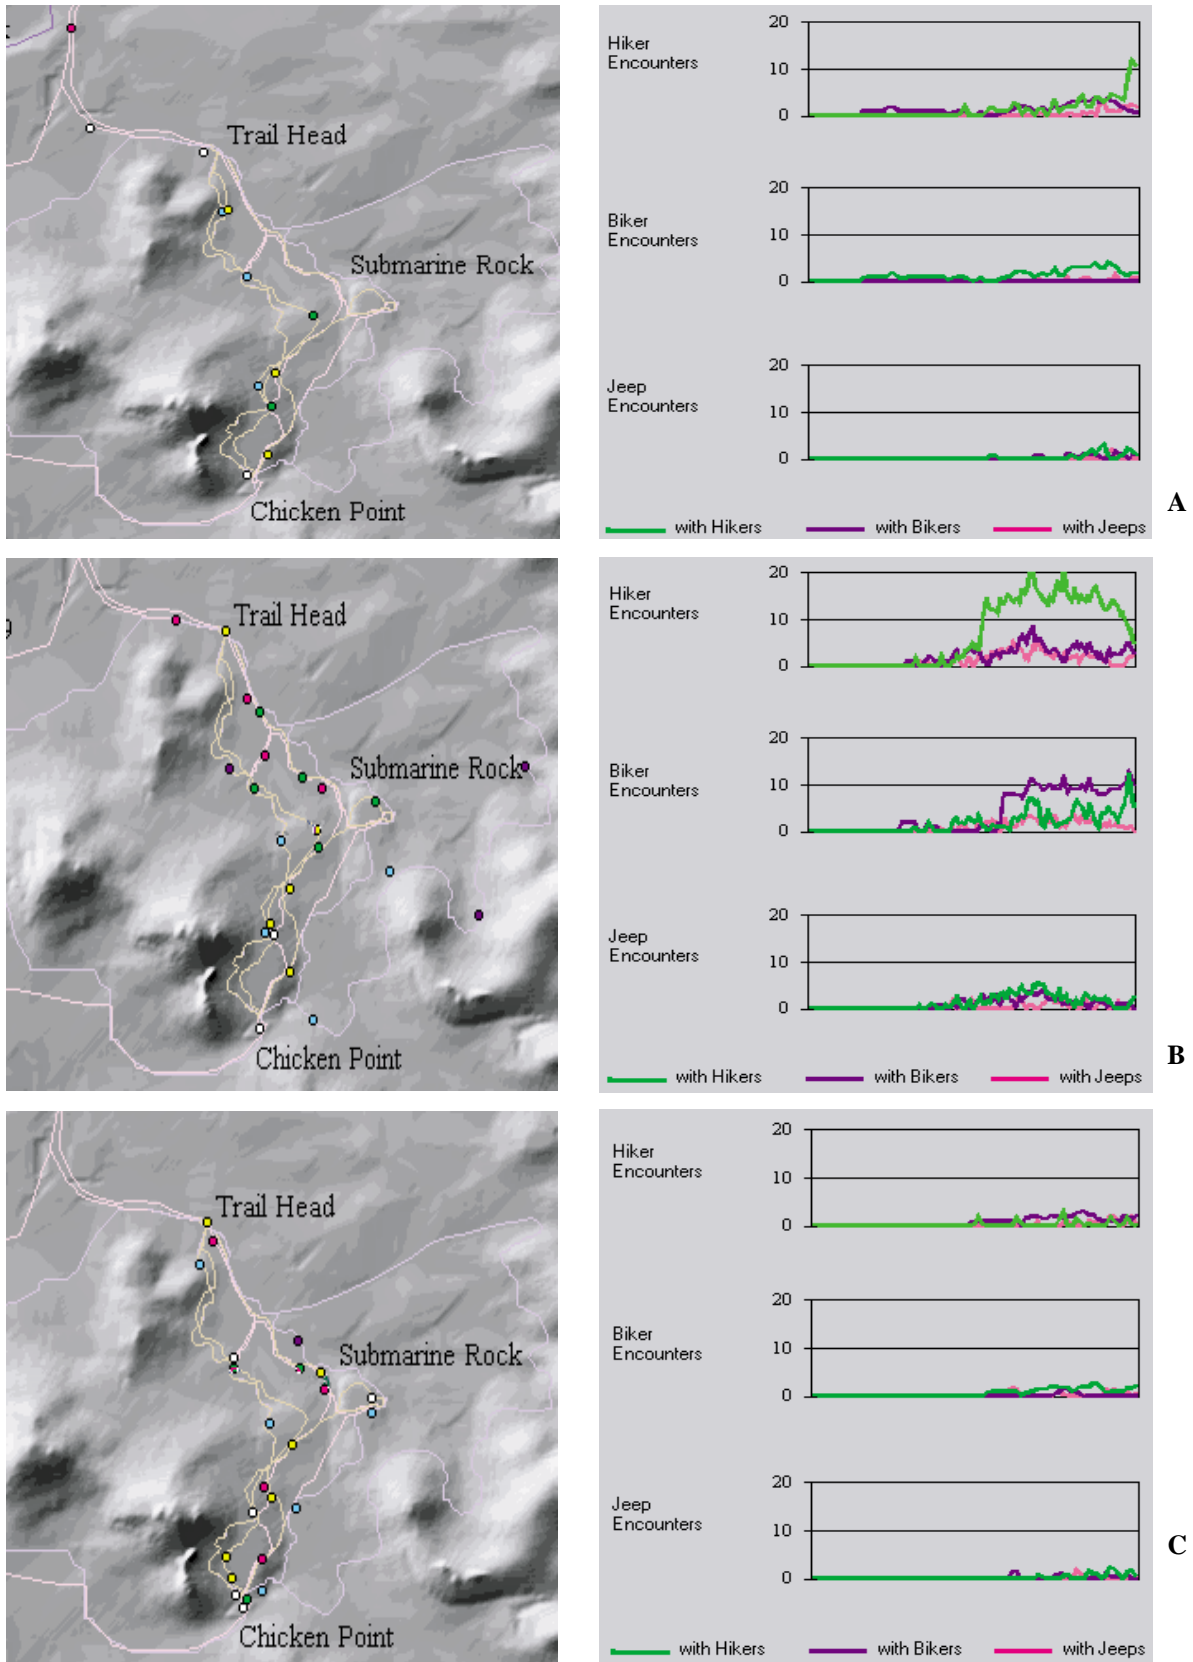 Trail Head
Submarine Rock
Chicken Point
Hiker
Encounters
20
10
0
Biker
Encounters
20
10
0
Jeep
Encounters
20
10
0
with Hikers with Bikers with Jeeps
A
Trail Head
Submarine Rock
Chicken Point
Hiker
Encounters
20
10
0
Biker
Encounters
20
10
0
Jeep
Encounters
20
10
0
with Hikers with Bikers with Jeeps
B
Trail Head
Submarine Rock
Chicken Point
Hiker
Encounters
20
10
0
Biker
Encounters
20
10
0
Jeep
Encounters
20
10
0
with Hikers with Bikers with Jeeps
C